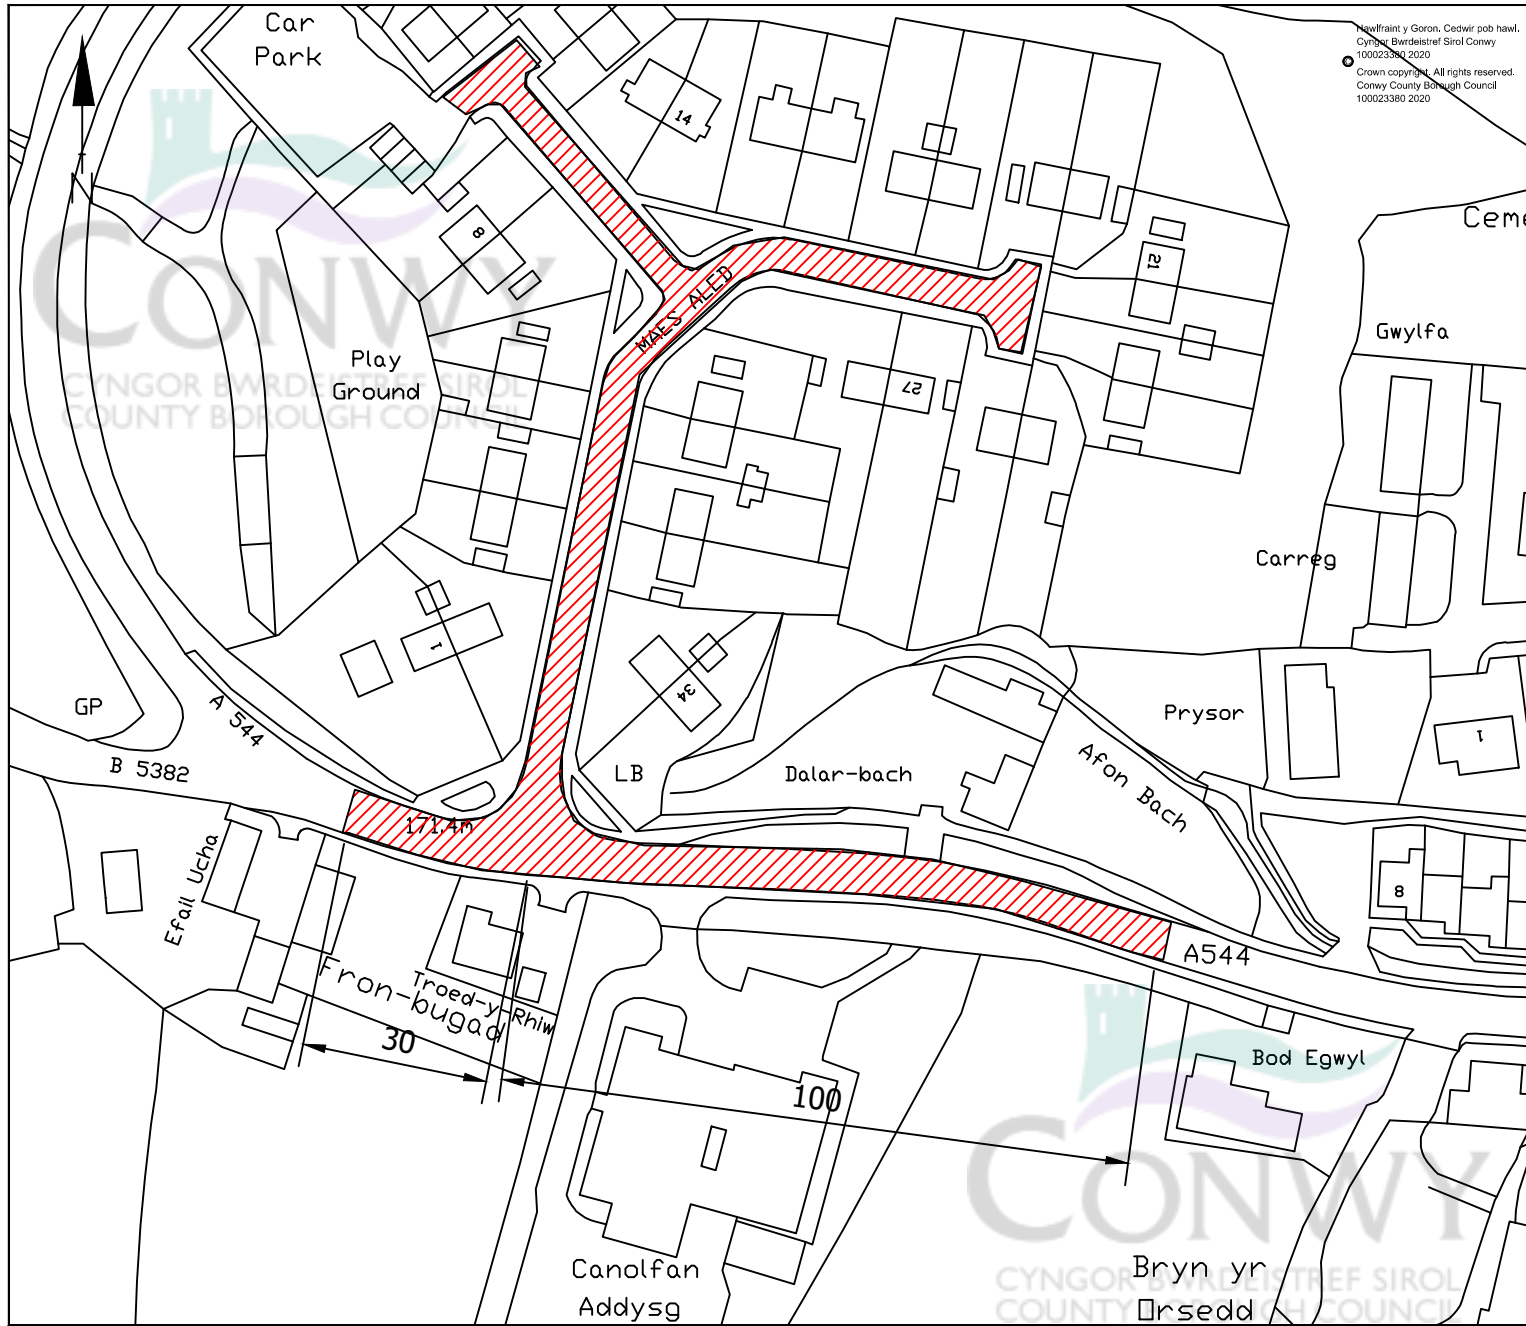 Car
Park
Hawlfraint y Goron. Cedwir pob hawl.
Cyngor Bwrdeistref Sirol Conwy
100023380 2020
Crown copyright. All rights reserved.
Conwy County Borough Council
100023380 2020
14
8
CONWY
CYNGOR BWRDEISTREF SIROL
COUNTY BOROUGH COUNCIL
N
Ceme
21
MAES ALED
Gwylfa
Play
Ground
27
Carreg
1
34
GP
A 544
B 5382
LB
Dalar-bach
Prysor
Afon Bach
1
171.4m
Efail Ucha
8
A544
Fron-bugad
Troed-y-Rhiw
30
100
Bod Egwyl
CONWY
CYNGOR BWRDEISTREF SIROL
COUNTY BOROUGH COUNCIL
Canolfan
Addysg
Bryn yr
Orsedd